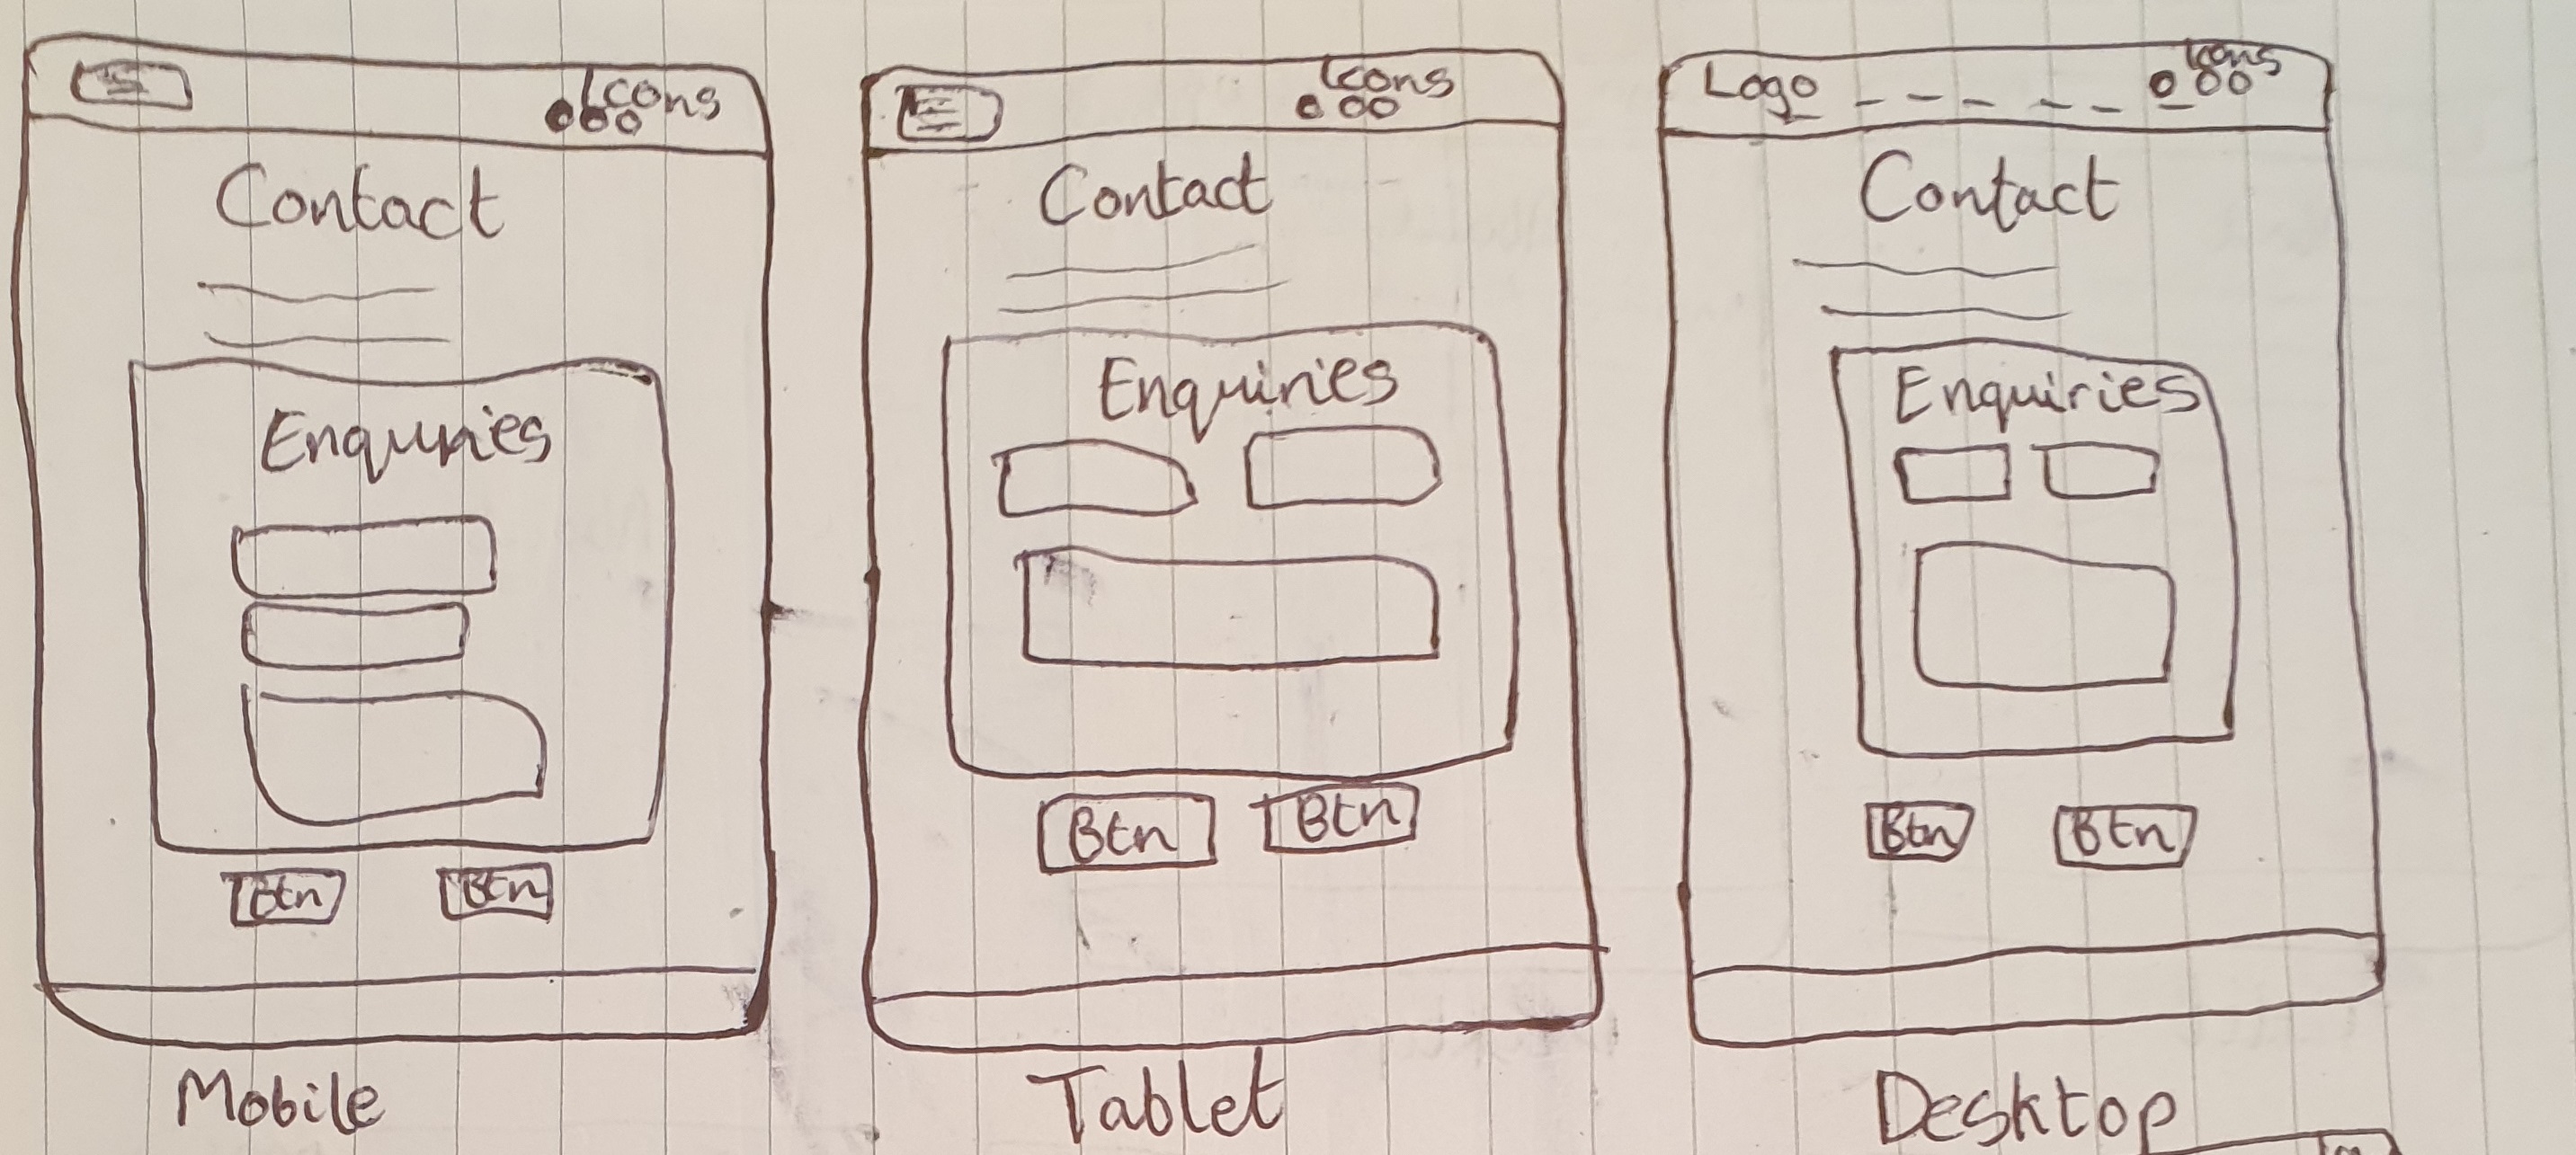 Icons
Contact
Enquiries
Btn Btn
Mobile
Icons
Contact
Enquiries
Btn Btn
Tablet
Logo Icons
Contact
Enquiries
Btn Btn
Desktop